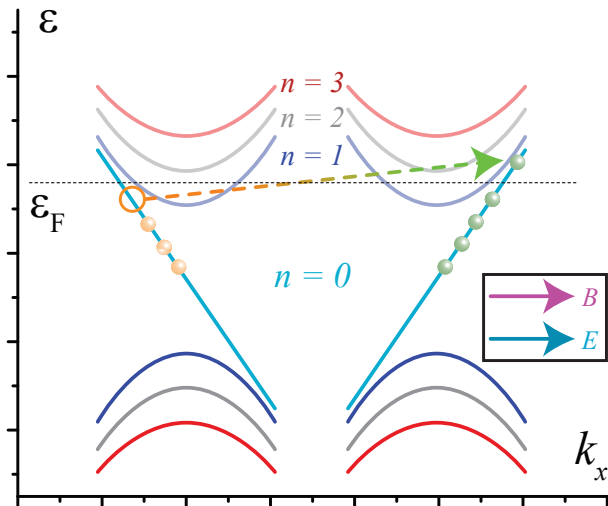 ε
n = 3
n = 2
n = 1
ε_F
n = 0
B
E
k_x